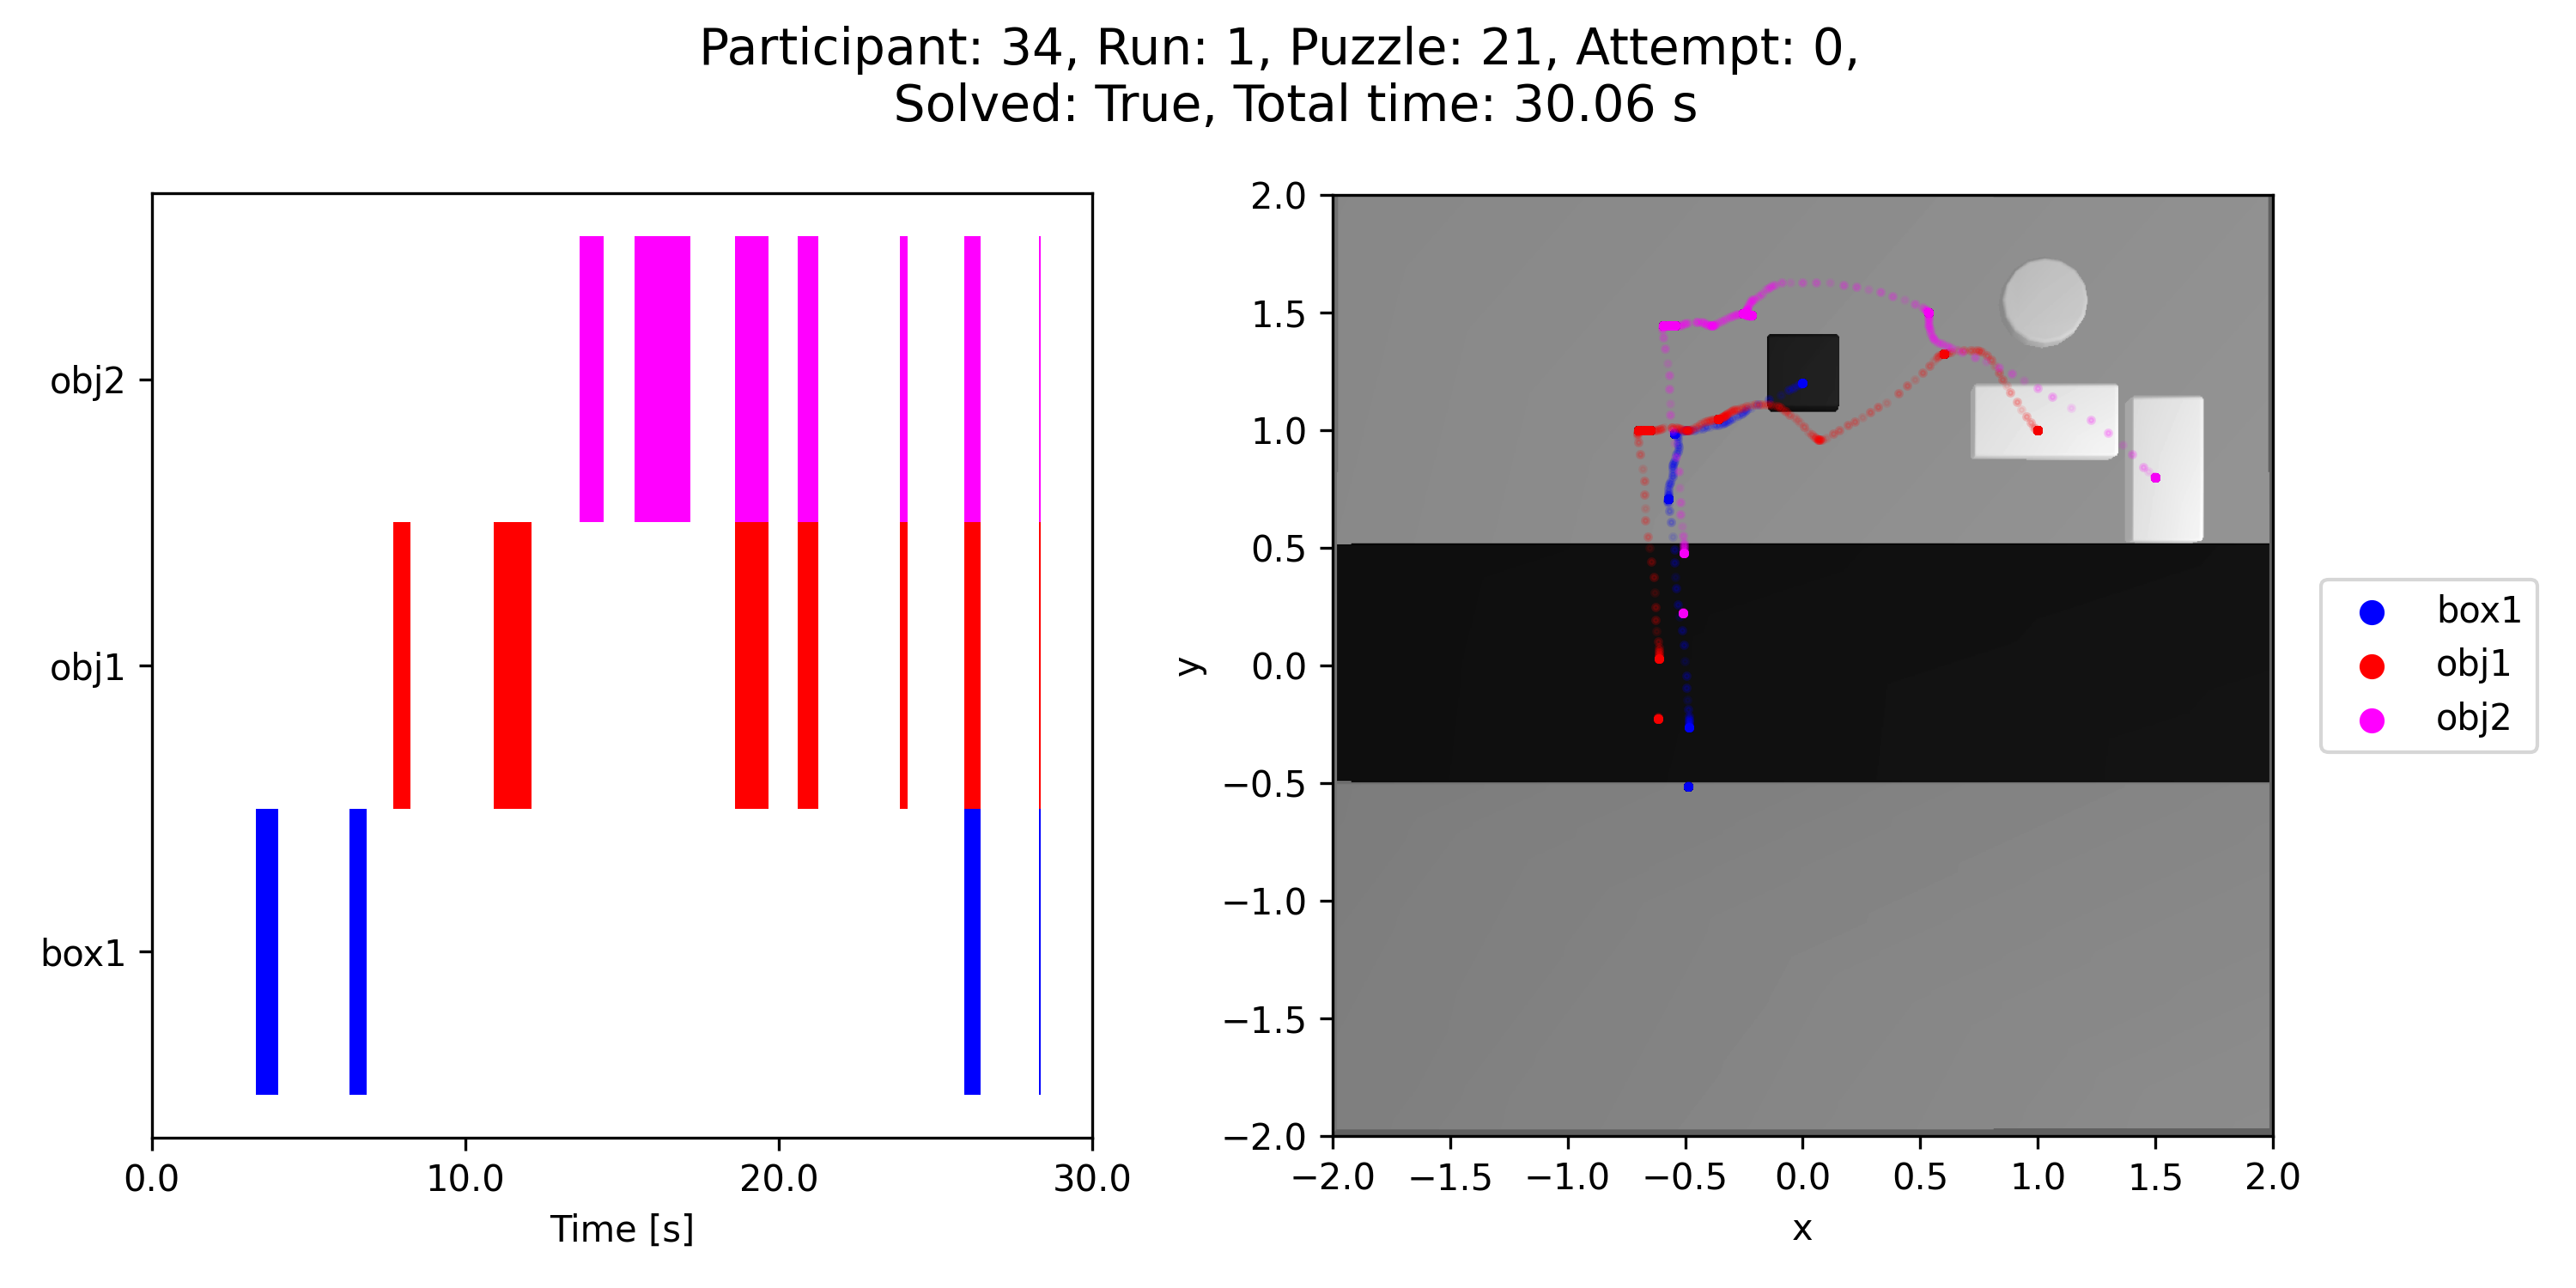 Participant: 34, Run: 1, Puzzle: 21, Attempt: 0,
Solved: True, Total time: 30.06 s
obj2
obj1
box1
0.0 10.0 20.0 30.0
Time [s]
2.0
1.5
1.0
0.5
0.0
−0.5
−1.0
−1.5
−2.0
y
−2.0 −1.5 −1.0 −0.5 0.0 0.5 1.0 1.5 2.0
x
box1
obj1
obj2